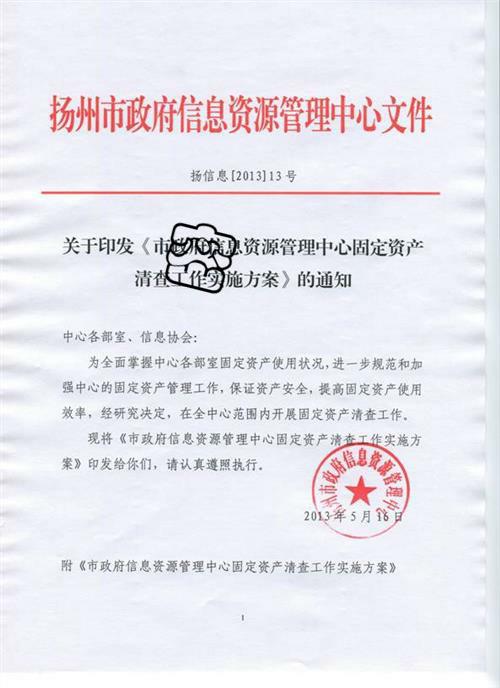 扬州市政府信息资源管理中心文件
扬信息[2013]13号
关于印发《市政府信息资源管理中心固定资产
清查工作实施方案》的通知
中心各部室、信息协会:
为全面掌握中心各部室固定资产使用状况,进一步规范和加
强中心的固定资产管理工作,保证资产安全,提高固定资产使用
效率,经研究决定,在全中心范围内开展固定资产清查工作。
现将《市政府信息资源管理中心固定资产清查工作实施方
案》印发给你们,请认真遵照执行。
扬州市政府信息资源管理中心
2013年5月16日
附《市政府信息资源管理中心固定资产清查工作实施方案》
1